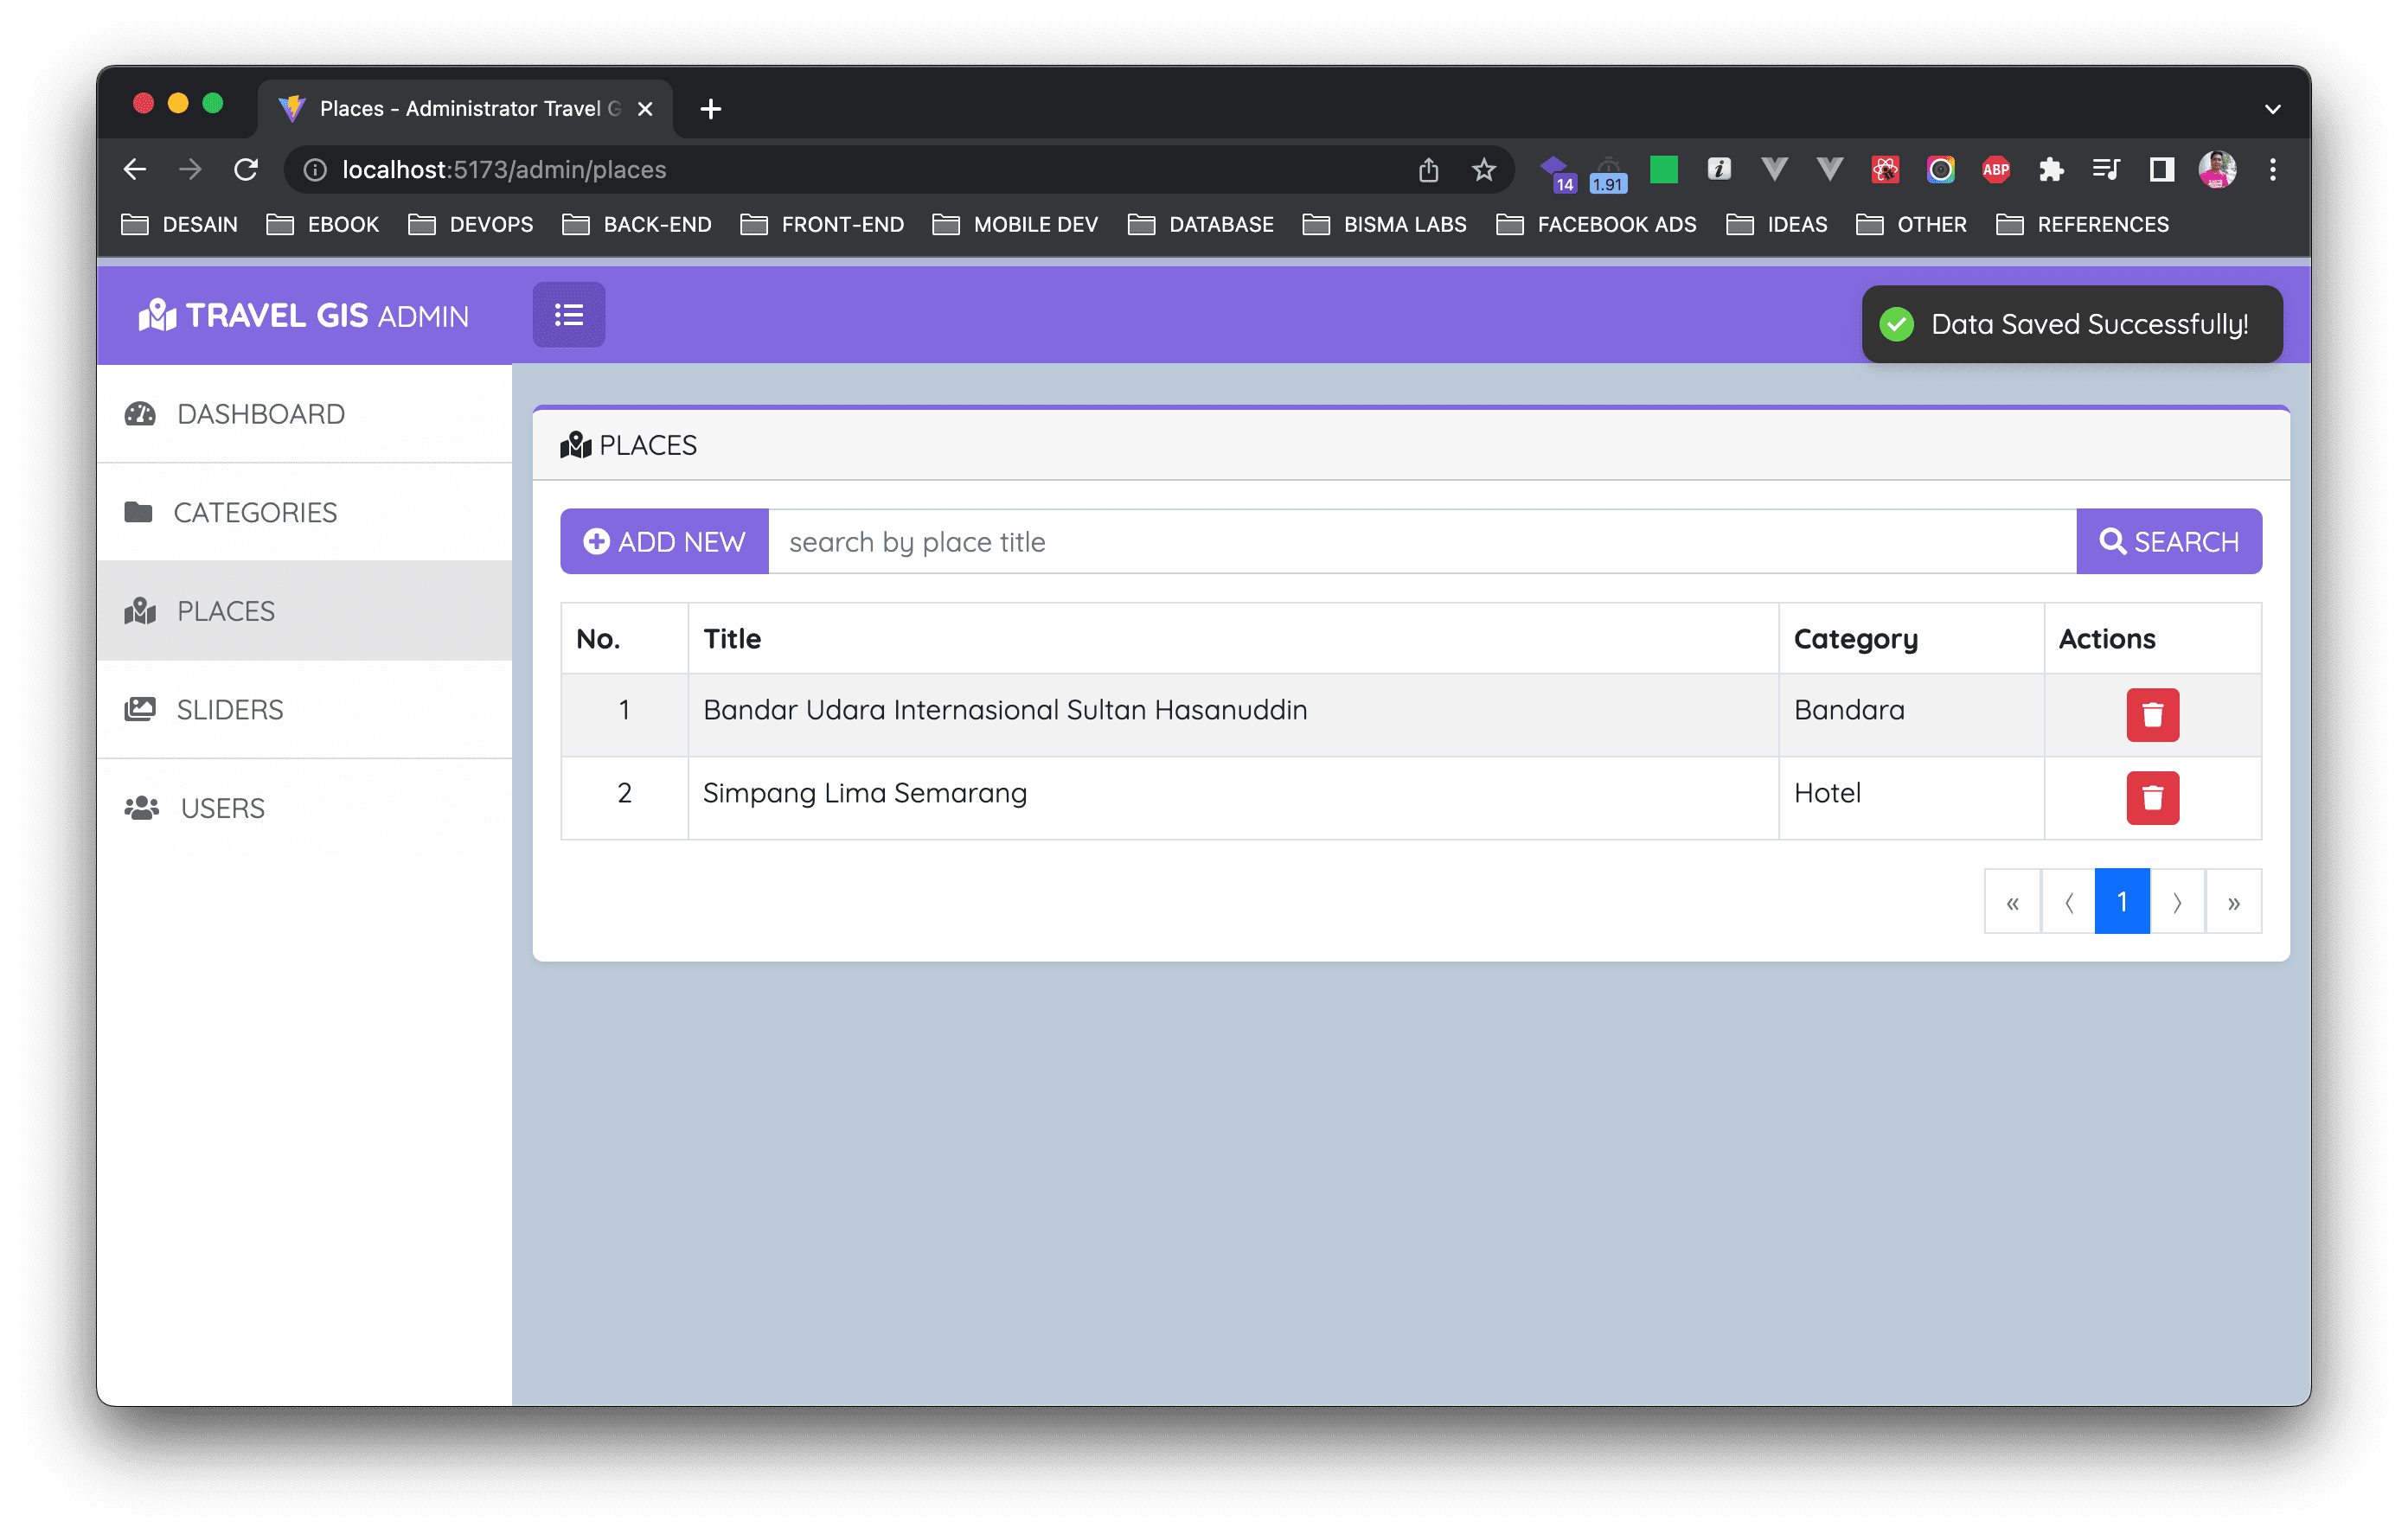 Places - Administrator Travel G
localhost:5173/admin/places
14
1.91
ABP
DESAIN EBOOK DEVOPS BACK-END FRONT-END MOBILE DEV DATABASE BISMA LABS FACEBOOK ADS IDEAS OTHER REFERENCES
TRAVEL GIS ADMIN
Data Saved Successfully!
DASHBOARD
CATEGORIES
PLACES
SLIDERS
USERS
PLACES
ADD NEW search by place title SEARCH
No. Title Category Actions
1 Bandar Udara Internasional Sultan Hasanuddin Bandara
2 Simpang Lima Semarang Hotel
« ‹ 1 › »